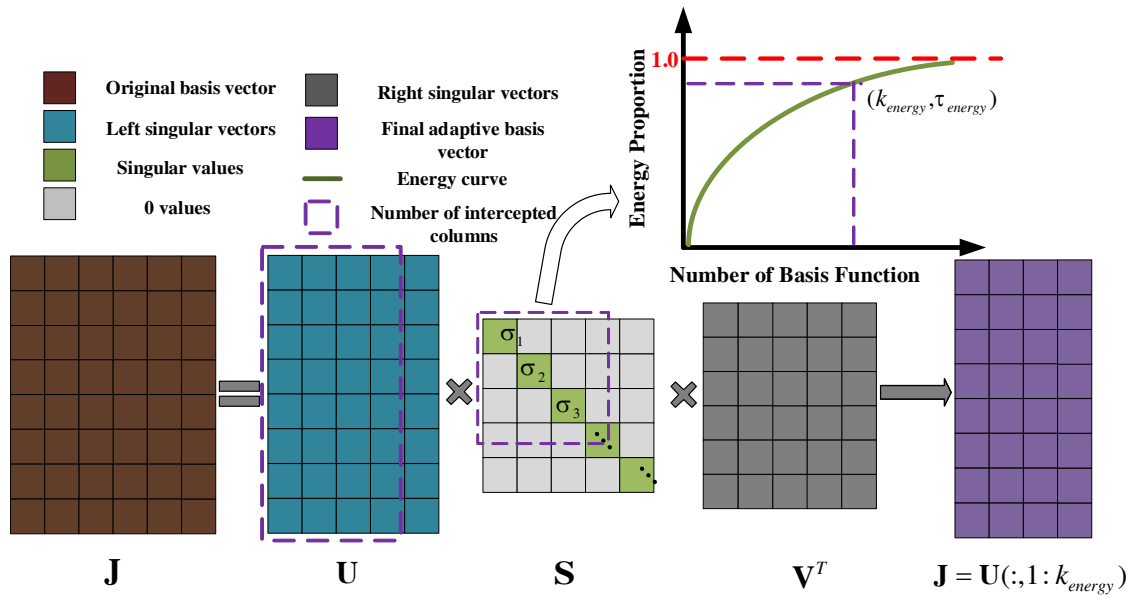 Original basis vector
Left singular vectors
Singular values
0 values
Right singular vectors
Final adaptive basis
vector
Energy curve
Number of intercepted
columns
Energy Proportion
1.0
(k_energy, τ_energy)
Number of Basis Function
σ₁
σ₂
σ₃
J
U
S
V^T
J = U(:,1: k_energy)